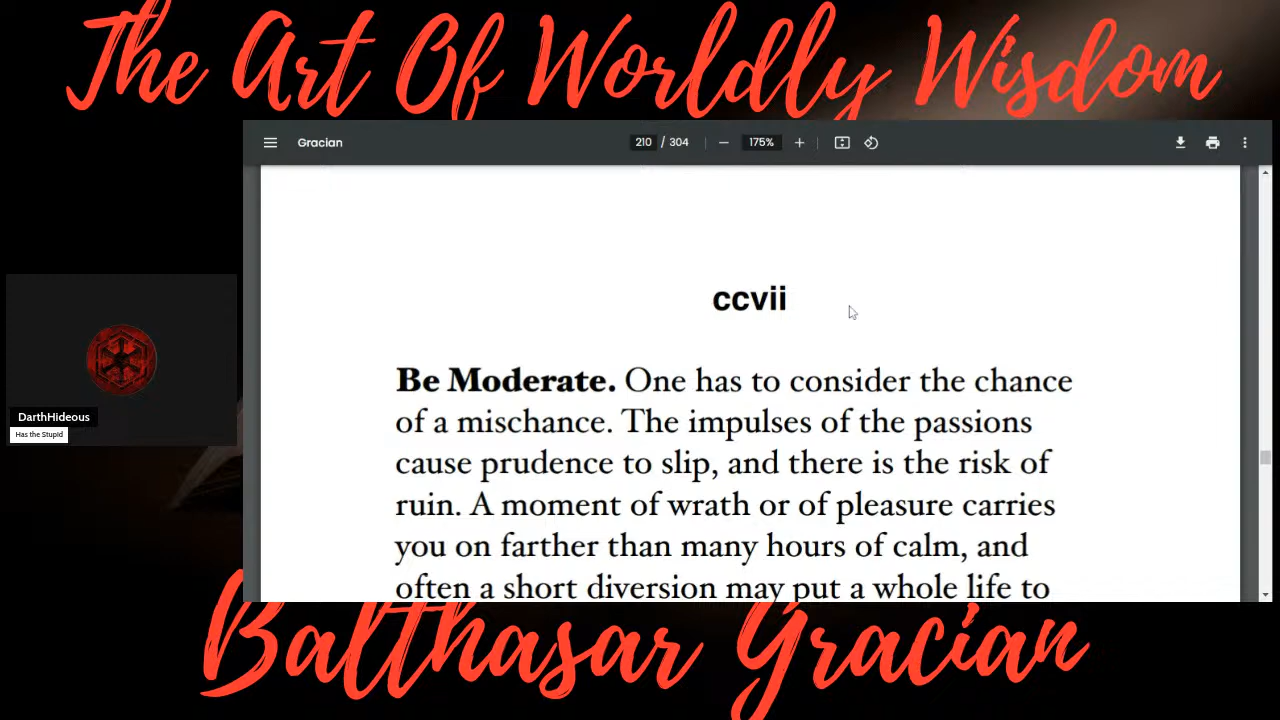 The Art Of Worldly Wisdom
Gracian
210 / 304
175%
ccvii
Be Moderate. One has to consider the chance
of a mischance. The impulses of the passions
cause prudence to slip, and there is the risk of
ruin. A moment of wrath or of pleasure carries
you on farther than many hours of calm, and
often a short diversion may put a whole life to
DarthHideous
Has the Stupid
Balthasar Gracian